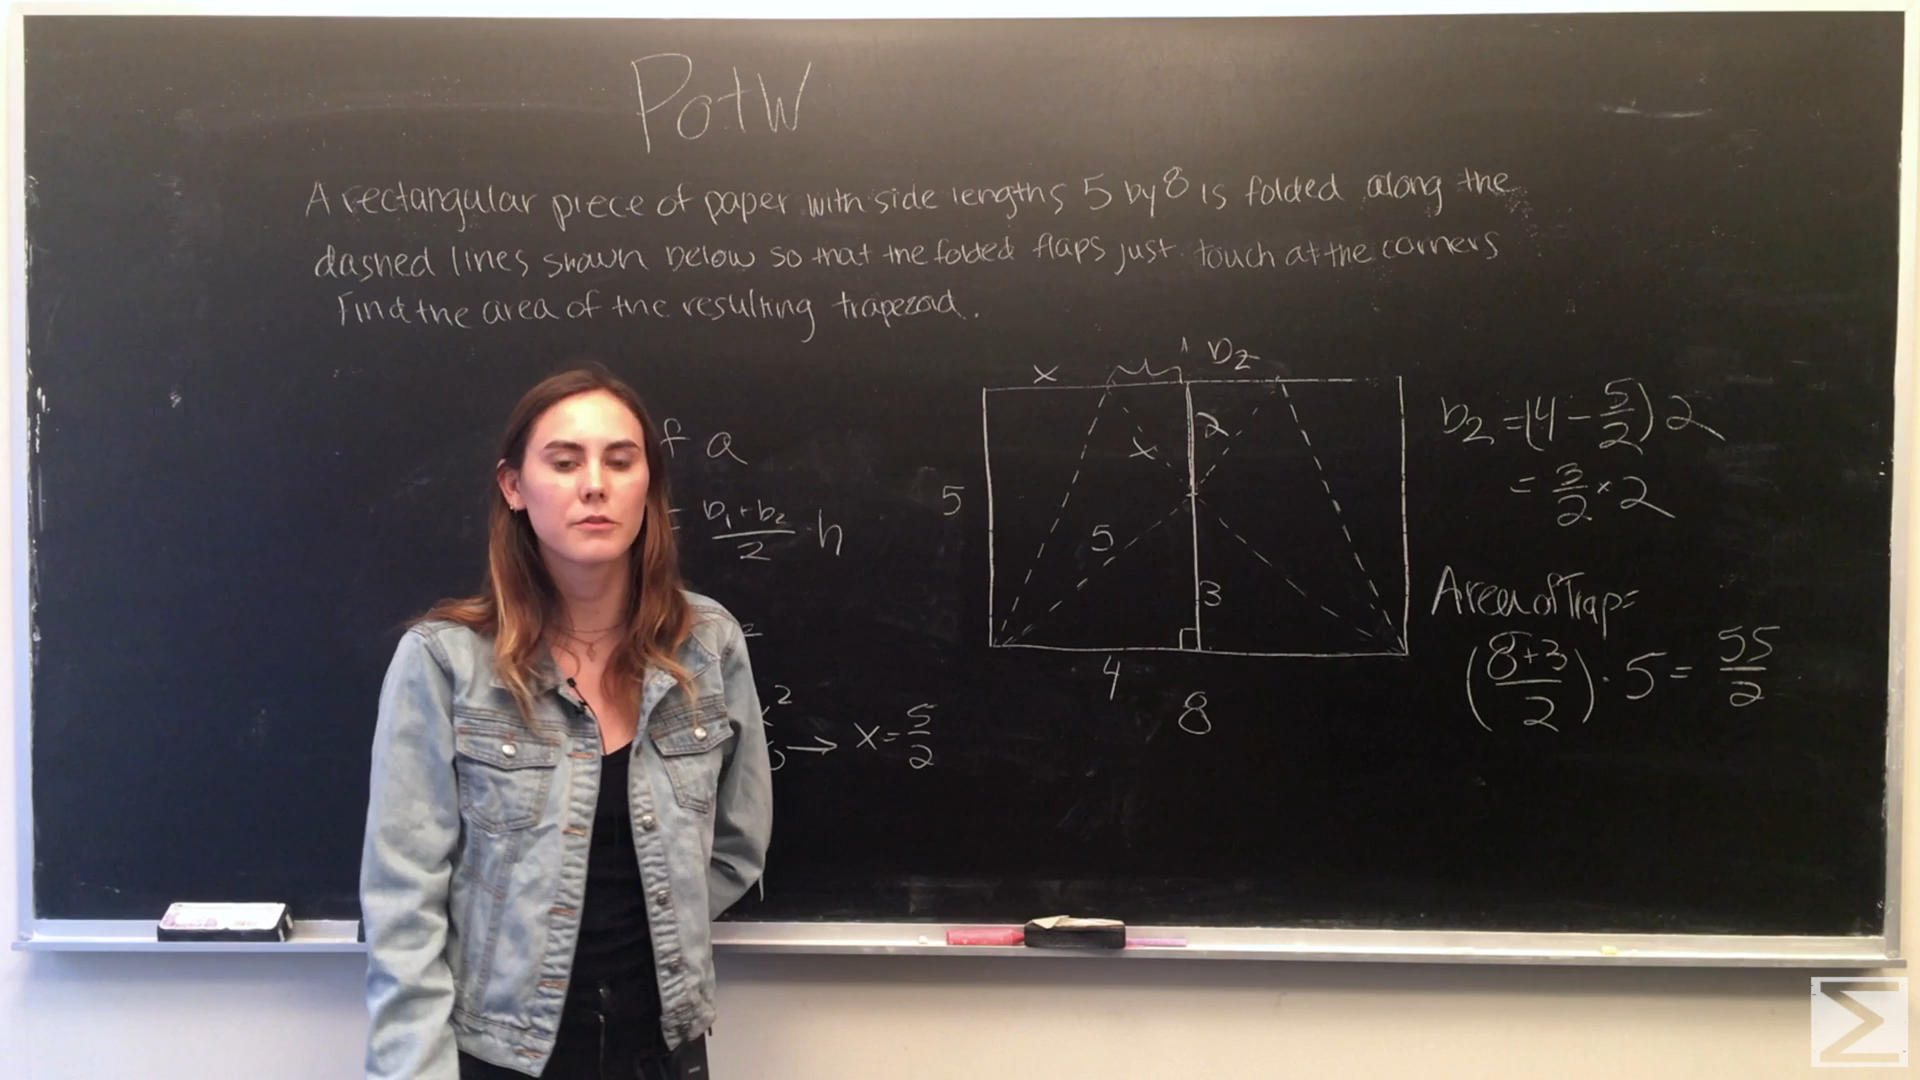 PotW
A rectangular piece of paper with side lengths 5 by 8 is folded along the
dashed lines shown below so that the folded flaps just touch at the corners
Find the area of the resulting trapezoid.
f a
= b₁+b₂/2 · h
2
x²
→ x = 5/2
x
b₂
2
x
5
5
3
4
8
b₂ = (4 - 5/2) 2
= 3/2 × 2
Area of Trap =
(8+3/2) · 5 = 55/2
Σ